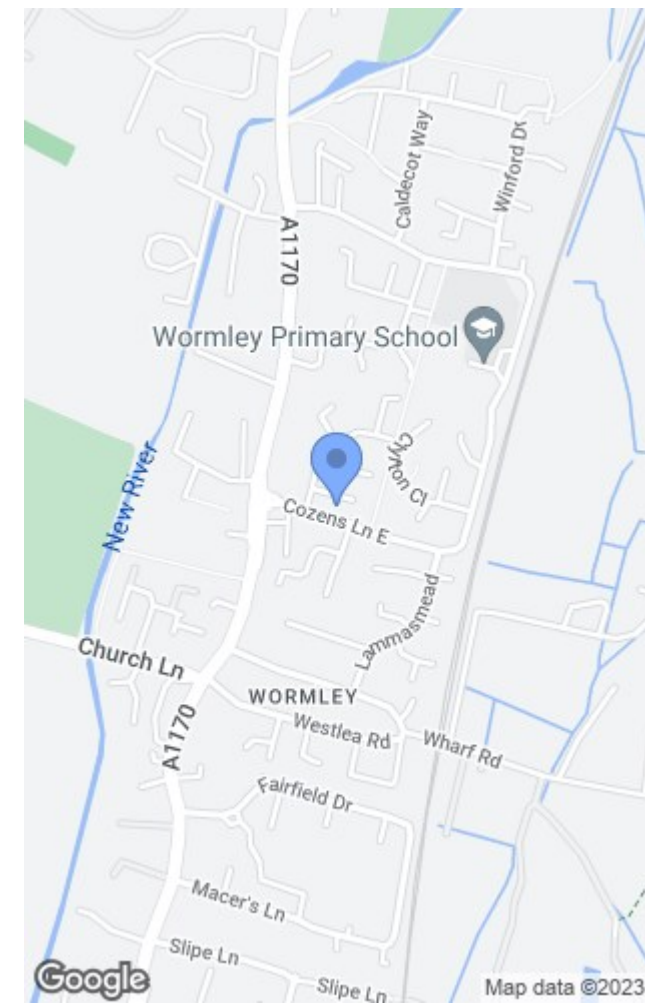 Caldecot Way
Winford Dr
A1170
Wormley Primary School
Clyfton Cl
New River
Cozens Ln E
Lammasmead
Church Ln
WORMLEY
A1170
Westlea Rd
Wharf Rd
Fairfield Dr
Macer's Ln
Slipe Ln
Slipe Ln
Google
Map data ©2023